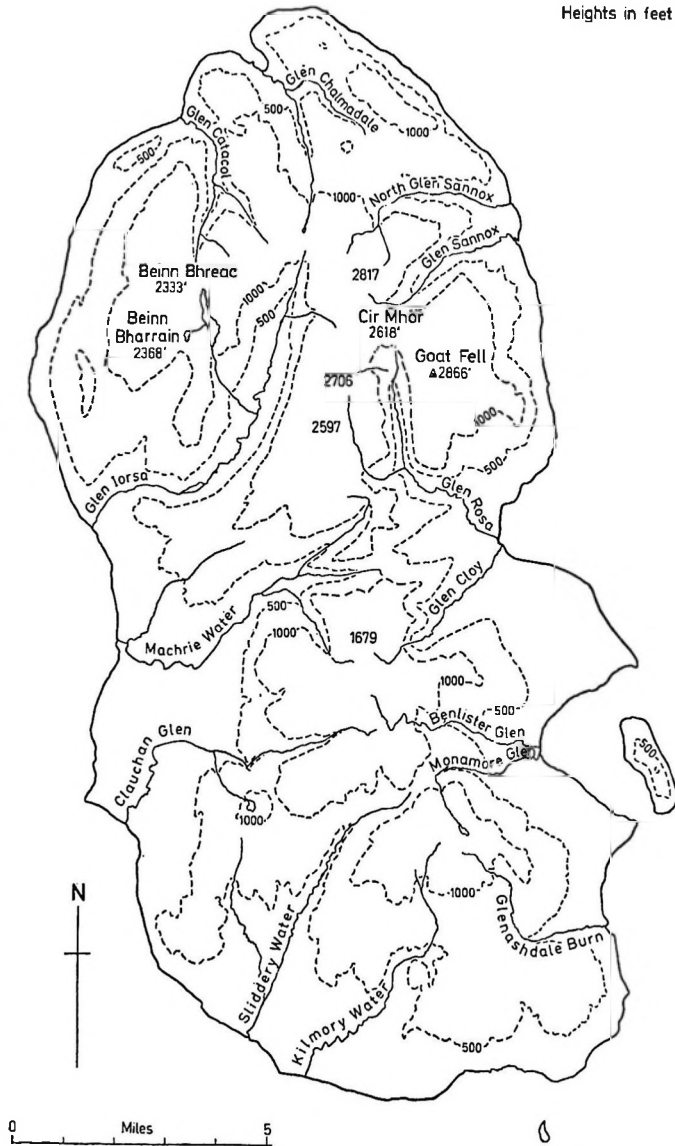 Heights in feet
Glen Chalmadale
500
1000
Glen Catacol
500
North Glen Sannox
1000
Glen Sannox
Beinn Bhreac
2333'
2817
1000
500
Beinn
Bharrain
2368'
Cir Mhor
2618'
Goat Fell
2866'
2706
1000
2597
500
Glen Iorsa
Glen Rosa
Glen Cloy
500
1000
1679
Machrie Water
1000
500
Benlister Glen
Clauchan Glen
Monamore Glen
500
1000
1000
N
Glenashdale Burn
Sliddery Water
Kilmory Water
500
0 Miles 5